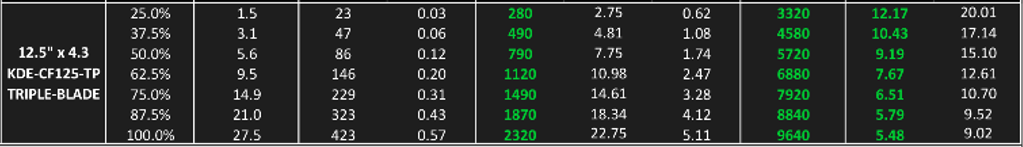 25.0% 1.5 23 0.03 280 2.75 0.62 3320 12.17 20.01
37.5% 3.1 47 0.06 490 4.81 1.08 4580 10.43 17.14
12.5" x 4.3 50.0% 5.6 86 0.12 790 7.75 1.74 5720 9.19 15.10
KDE-CF125-TP 62.5% 9.5 146 0.20 1120 10.98 2.47 6880 7.67 12.61
TRIPLE-BLADE 75.0% 14.9 229 0.31 1490 14.61 3.28 7920 6.51 10.70
87.5% 21.0 323 0.43 1870 18.34 4.12 8840 5.79 9.52
100.0% 27.5 423 0.57 2320 22.75 5.11 9640 5.48 9.02